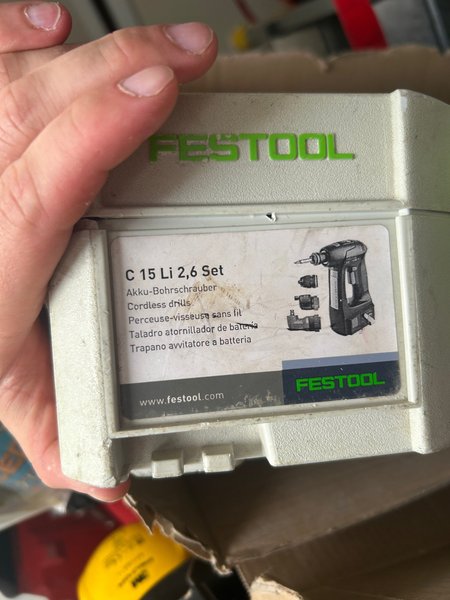 FESTOOL
C 15 Li 2,6 Set
Akku-Bohrschrauber
Cordless drills
Perceuse-visseuse sans fil
Taladro atornillador de batería
Trapano avvitatore a batteria
www.festool.com
FESTOOL
3M